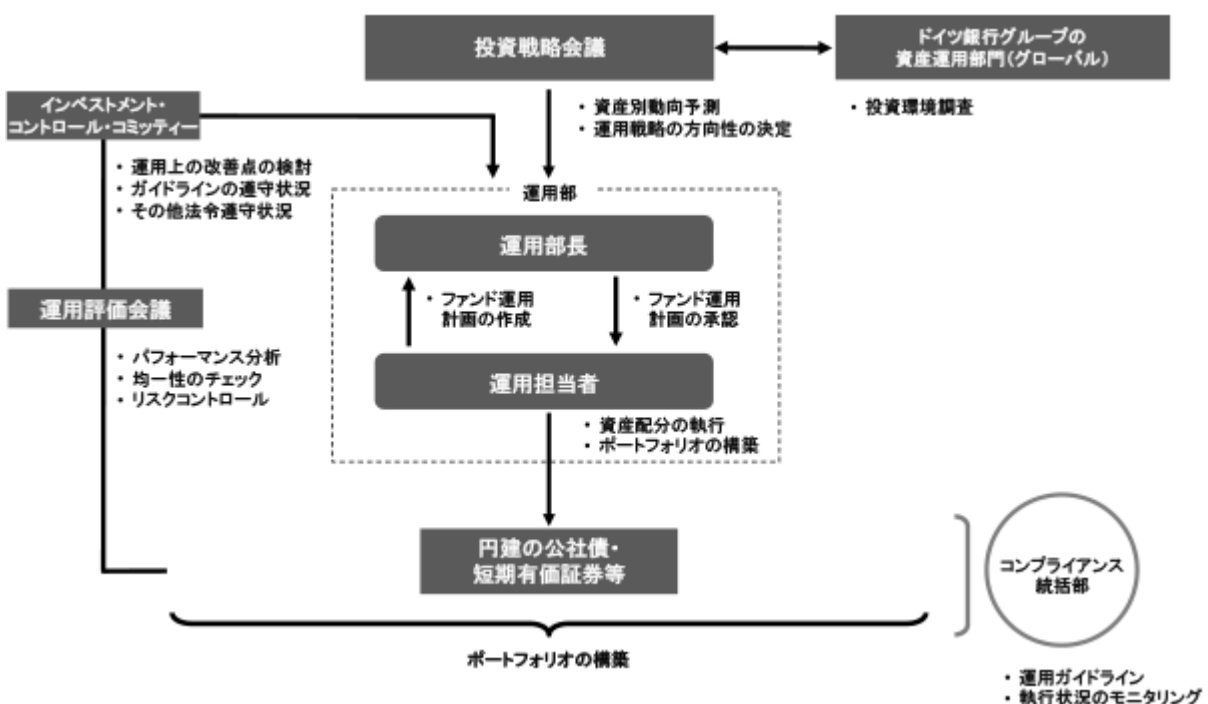 投資戦略会議
ドイツ銀行グループの
資産運用部門(グローバル)
・ 資産別動向予測
・ 運用戦略の方向性の決定
・ 投資環境調査
インベストメント・
コントロール・コミッティー
・ 運用上の改善点の検討
・ ガイドラインの遵守状況
・ その他法令遵守状況
運用部
運用部長
・ ファンド運用
計画の作成
・ ファンド運用
計画の承認
運用評価会議
・ パフォーマンス分析
・ 均一性のチェック
・ リスクコントロール
運用担当者
・ 資産配分の執行
・ ポートフォリオの構築
円建の公社債・
短期有価証券等
コンプライアンス
統括部
ポートフォリオの構築
・ 運用ガイドライン
・ 執行状況のモニタリング